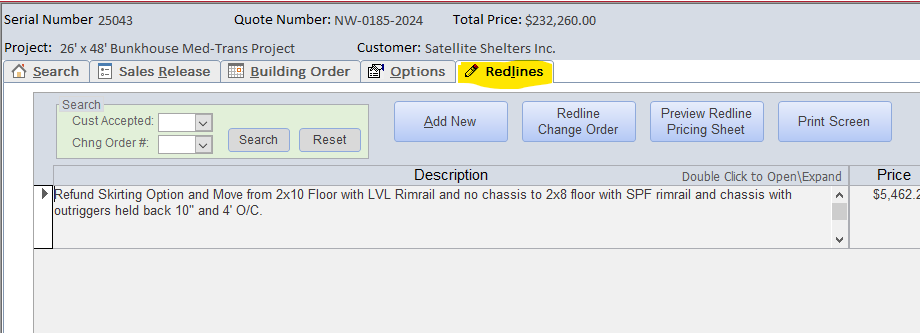 Serial Number 25043 Quote Number: NW-0185-2024 Total Price: $232,260.00
Project: 26' x 48' Bunkhouse Med-Trans Project Customer: Satellite Shelters Inc.
Search Sales Release Building Order Options Redlines
Search
Cust Accepted:
Chng Order #:
Search Reset
Add New
Redline
Change Order
Preview Redline
Pricing Sheet
Print Screen
Description Double Click to Open\Expand Price
Refund Skirting Option and Move from 2x10 Floor with LVL Rimrail and no chassis to 2x8 floor with SPF rimrail and chassis with
outriggers held back 10" and 4' O/C.
$5,462.2